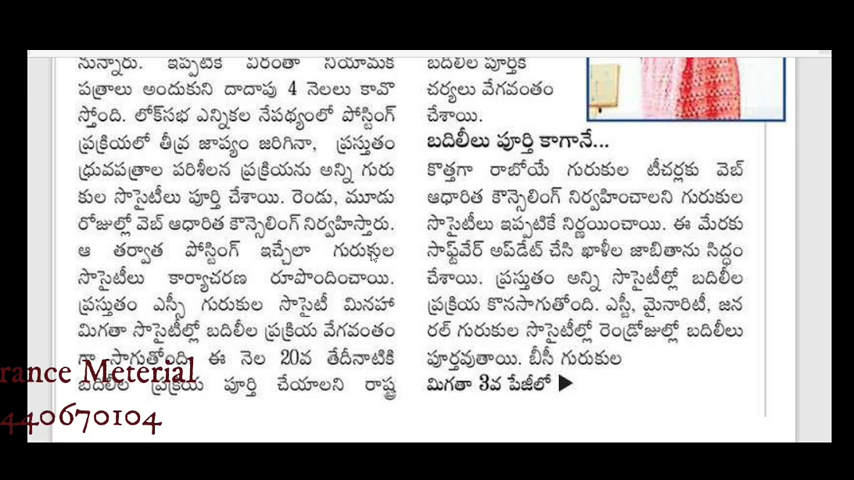 నున్నారు. ఇప్పటికే వీరంతా నియామక
పత్రాలు అందుకుని దాదాపు 4 నెలలు కావొ
స్తోంది. లోక్‌సభ ఎన్నికల నేపథ్యంలో పోస్టింగ్
ప్రక్రియలో తీవ్ర జాప్యం జరిగినా, ప్రస్తుతం
ధ్రువపత్రాల పరిశీలన ప్రక్రియను అన్ని గురు
కుల సొసైటీలు పూర్తి చేశాయి. రెండు, మూడు
రోజుల్లో వెబ్ ఆధారిత కౌన్సెలింగ్ నిర్వహిస్తారు.
ఆ తర్వాత పోస్టింగ్ ఇచ్చేలా గురుకుల
సొసైటీలు కార్యాచరణ రూపొందించాయి.
ప్రస్తుతం ఎస్సీ గురుకుల సొసైటీ మినహా
మిగతా సొసైటీల్లో బదిలీల ప్రక్రియ వేగవంతం
గా సాగుతోంది. ఈ నెల 20వ తేదీనాటికి
బదిలీల ప్రక్రియ పూర్తి చేయాలని రాష్ట్ర
బదిలీల పూర్తికి
చర్యలు వేగవంతం
చేశాయి.
బదిలీలు పూర్తి కాగానే...
కొత్తగా రాబోయే గురుకుల టీచర్లకు వెబ్
ఆధారిత కౌన్సెలింగ్ నిర్వహించాలని గురుకుల
సొసైటీలు ఇప్పటికే నిర్ణయించాయి. ఈ మేరకు
సాఫ్ట్‌వేర్ అప్‌డేట్ చేసి ఖాళీల జాబితాను సిద్ధం
చేశాయి. ప్రస్తుతం అన్ని సొసైటీల్లో బదిలీల
ప్రక్రియ కొనసాగుతోంది. ఎస్టీ, మైనారిటీ, జన
రల్ గురుకుల సొసైటీల్లో రెండ్రోజుల్లో బదిలీలు
పూర్తవుతాయి. బీసీ గురుకుల
మిగతా 3వ పేజీలో ▶
rance Meterial
440670104